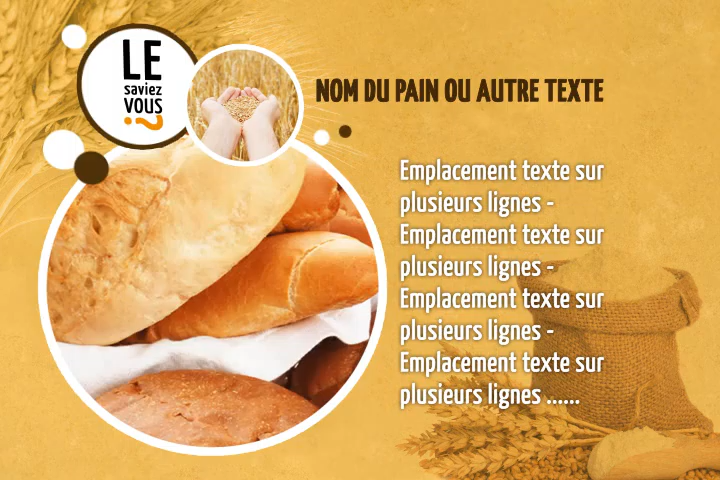 LE
saviez
VOUS
?
NOM DU PAIN OU AUTRE TEXTE
Emplacement texte sur
plusieurs lignes -
Emplacement texte sur
plusieurs lignes -
Emplacement texte sur
plusieurs lignes -
Emplacement texte sur
plusieurs lignes ......